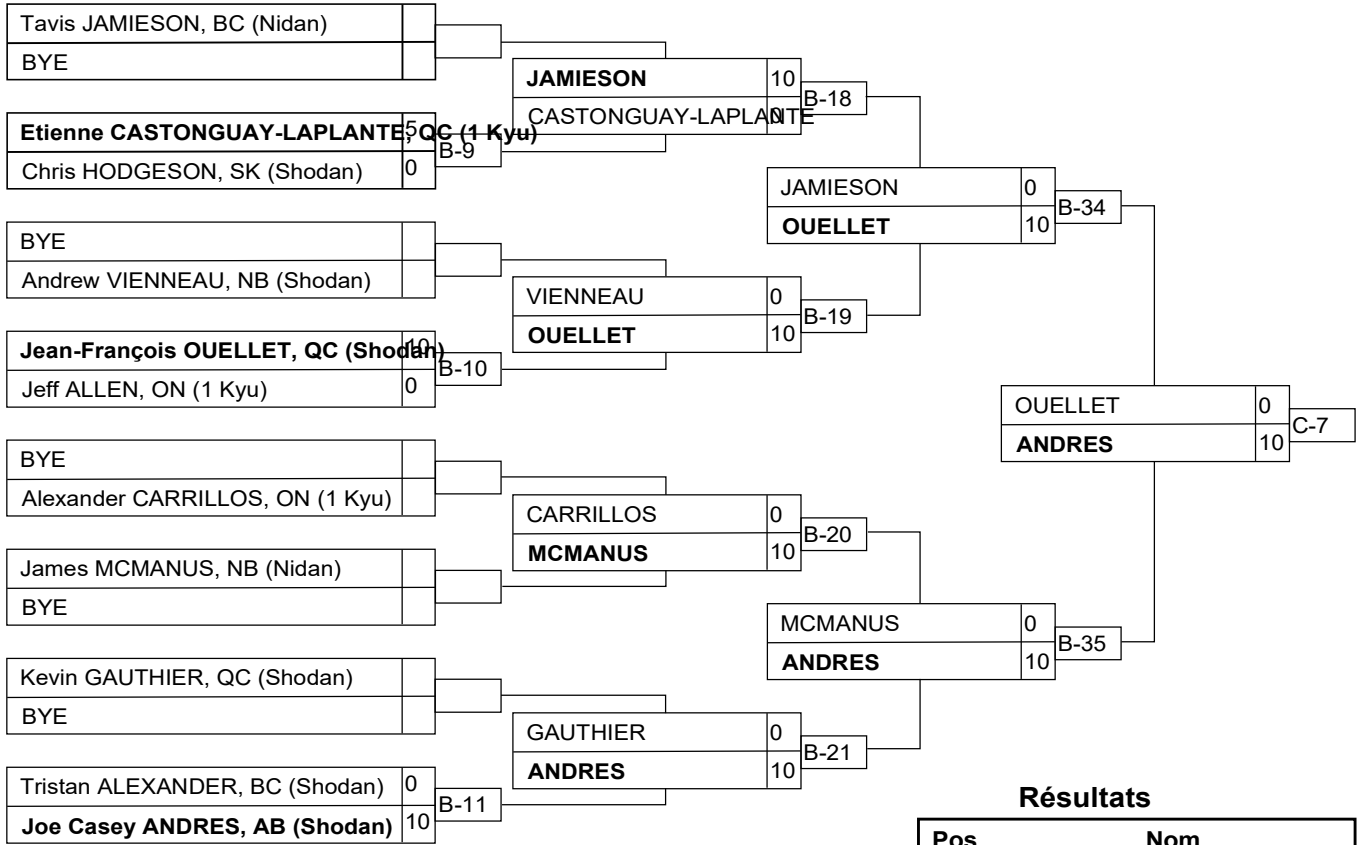 Tavis JAMIESON, BC (Nidan)
BYE
Etienne CASTONGUAY-LAPLANTE, QC (1 Kyu) 5
Chris HODGESON, SK (Shodan) 0
B-9
BYE
Andrew VIENNEAU, NB (Shodan)
Jean-François OUELLET, QC (Shodan) 10
Jeff ALLEN, ON (1 Kyu) 0
B-10
BYE
Alexander CARRILLOS, ON (1 Kyu)
James MCMANUS, NB (Nidan)
BYE
Kevin GAUTHIER, QC (Shodan)
BYE
Tristan ALEXANDER, BC (Shodan) 0
Joe Casey ANDRES, AB (Shodan) 10
B-11
JAMIESON 10
CASTONGUAY-LAPLANTE 0
B-18
VIENNEAU 0
OUELLET 10
B-19
CARRILLOS 0
MCMANUS 10
B-20
GAUTHIER 0
ANDRES 10
B-21
JAMIESON 0
OUELLET 10
B-34
MCMANUS 0
ANDRES 10
B-35
OUELLET 0
ANDRES 10
C-7
Résultats
Pos Nom